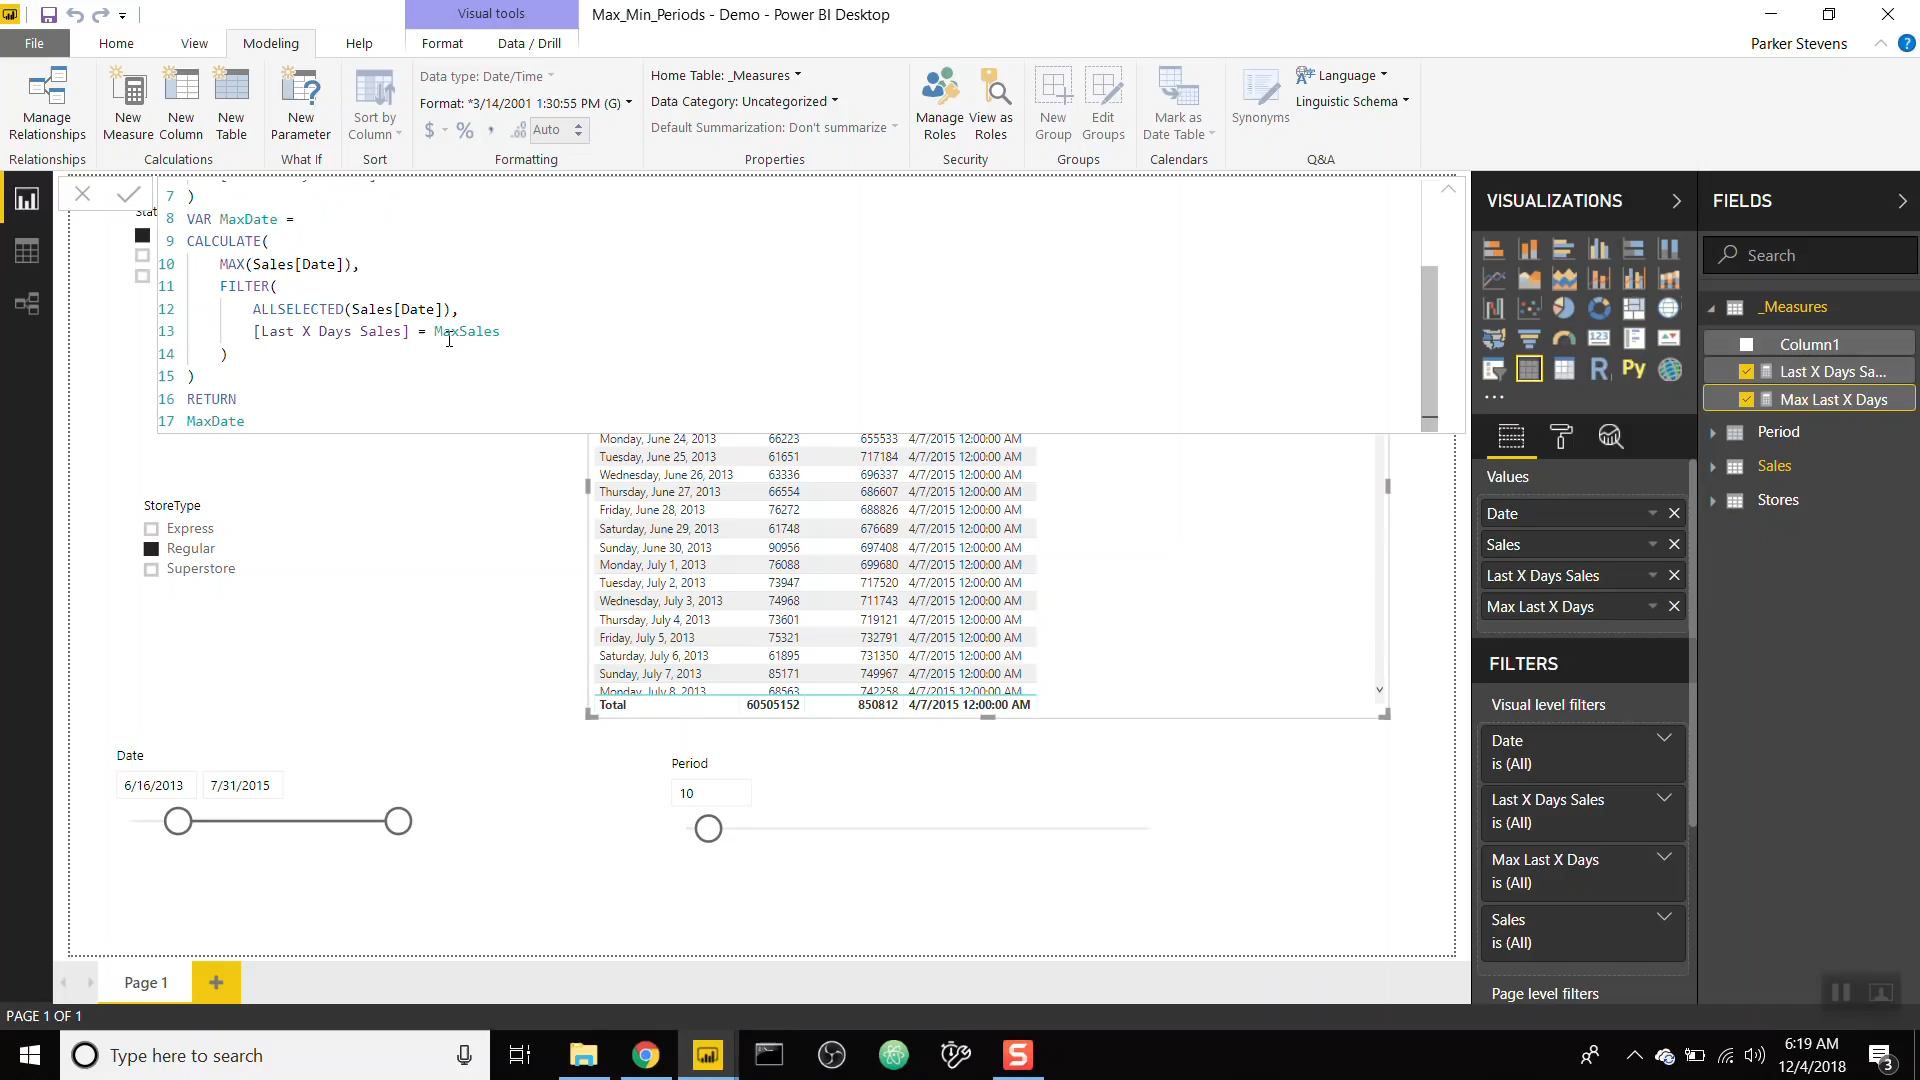 Visual tools
Max_Min_Periods - Demo - Power BI Desktop
File
Home
View
Modeling
Help
Format
Data / Drill
Parker Stevens
Manage Relationships
New Measure
New Column
New Table
New Parameter
Sort by Column
Data type: Date/Time
Format: *3/14/2001 1:30:55 PM (G)
$ % , .00 Auto
Home Table: _Measures
Data Category: Uncategorized
Default Summarization: Don't summarize
Manage Roles
View as Roles
New Group
Edit Groups
Mark as Date Table
Synonyms
Language
Linguistic Schema
Relationships
Calculations
What If
Sort
Formatting
Properties
Security
Groups
Calendars
Q&A
7 )
8 VAR MaxDate =
9 CALCULATE(
10 MAX(Sales[Date]),
11 FILTER(
12 ALLSELECTED(Sales[Date]),
13 [Last X Days Sales] = MaxSales
14 )
15 )
16 RETURN
17 MaxDate
Stat
Monday, June 24, 2013 66223 655533 4/7/2015 12:00:00 AM
Tuesday, June 25, 2013 61651 717184 4/7/2015 12:00:00 AM
Wednesday, June 26, 2013 63336 696337 4/7/2015 12:00:00 AM
Thursday, June 27, 2013 66554 686607 4/7/2015 12:00:00 AM
Friday, June 28, 2013 76272 688826 4/7/2015 12:00:00 AM
Saturday, June 29, 2013 61748 676689 4/7/2015 12:00:00 AM
Sunday, June 30, 2013 90956 697408 4/7/2015 12:00:00 AM
Monday, July 1, 2013 76088 699680 4/7/2015 12:00:00 AM
Tuesday, July 2, 2013 73947 717520 4/7/2015 12:00:00 AM
Wednesday, July 3, 2013 74968 711743 4/7/2015 12:00:00 AM
Thursday, July 4, 2013 73601 719121 4/7/2015 12:00:00 AM
Friday, July 5, 2013 75321 732791 4/7/2015 12:00:00 AM
Saturday, July 6, 2013 61895 731350 4/7/2015 12:00:00 AM
Sunday, July 7, 2013 85171 749967 4/7/2015 12:00:00 AM
Monday, July 8, 2013 68563 742258 4/7/2015 12:00:00 AM
Total 60505152 850812 4/7/2015 12:00:00 AM
StoreType
Express
Regular
Superstore
Date
6/16/2013 7/31/2015
Period
10
VISUALIZATIONS
R Py
Values
Date
Sales
Last X Days Sales
Max Last X Days
FILTERS
Visual level filters
Date
is (All)
Last X Days Sales
is (All)
Max Last X Days
is (All)
Sales
is (All)
Page level filters
FIELDS
Search
_Measures
Column1
Last X Days Sa...
Max Last X Days
Period
Sales
Stores
Page 1
PAGE 1 OF 1
Type here to search
6:19 AM
12/4/2018
3